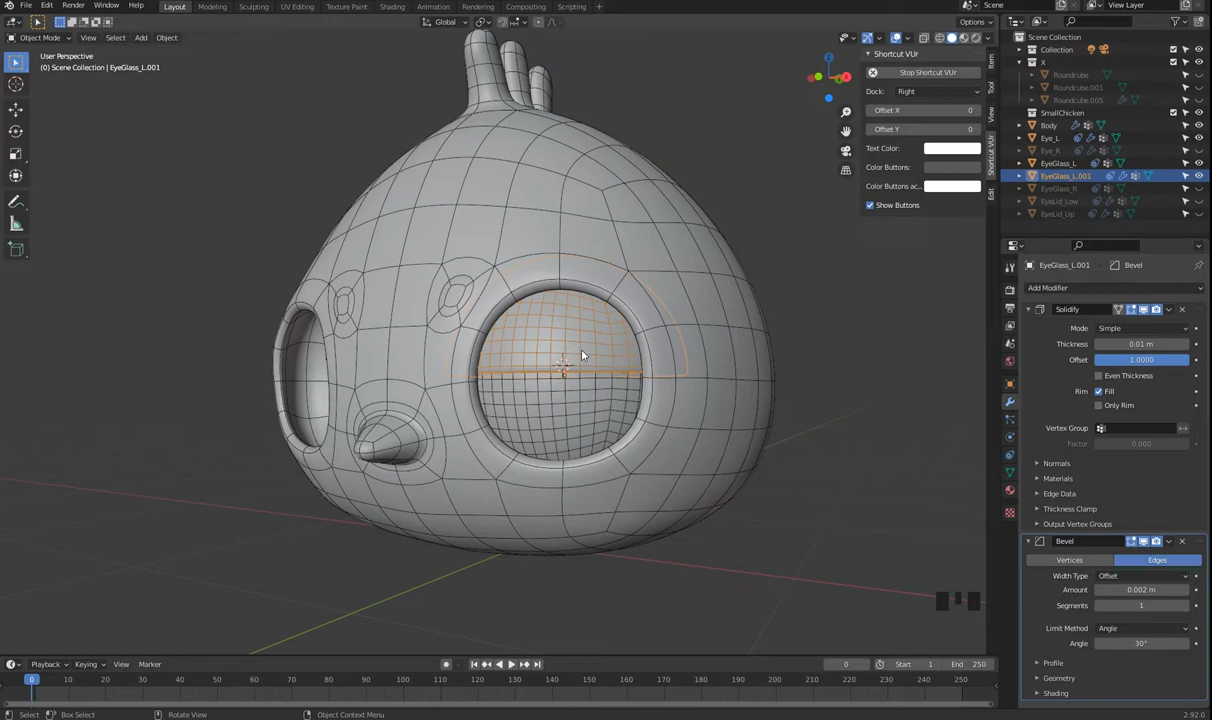 File Edit Render Window Help Layout Modeling Sculpting UV Editing Texture Paint Shading Animation Rendering Compositing Scripting + Scene View Layer
Global Options
Object Mode View Select Add Object
User Perspective
(0) Scene Collection | EyeGlass_L.001
Shortcut VUr
Stop Shortcut VUr
Dock: Right
Offset X 0
Offset Y 0
Text Color:
Color Buttons:
Color Buttons ac...
Show Buttons
Item
Tool
View
Shortcut VUr
Edit
Z
X
Scene Collection
Collection
X
Roundcube
Roundcube.001
Roundcube.005
SmallChicken
Body
Eye_L
Eye_R
EyeGlass_L
EyeGlass_L.001
EyeGlass_R
EyeLid_Low
EyeLid_Up
EyeGlass_L.001 Bevel
Add Modifier
Solidify
Mode Simple
Thickness 0.01 m
Offset 1.0000
Even Thickness
Rim Fill
Only Rim
Vertex Group
Factor 0.000
Normals
Materials
Edge Data
Thickness Clamp
Output Vertex Groups
Bevel
Vertices Edges
Width Type Offset
Amount 0.002 m
Segments 1
Limit Method Angle
Angle 30°
Profile
Geometry
Shading
Playback Keying View Marker 0 Start 1 End 250
0 10 20 30 40 50 60 70 80 90 100 110 120 130 140 150 160 170 180 190 200 210 220 230 240 250
Select Box Select Rotate View Object Context Menu 2.92.0